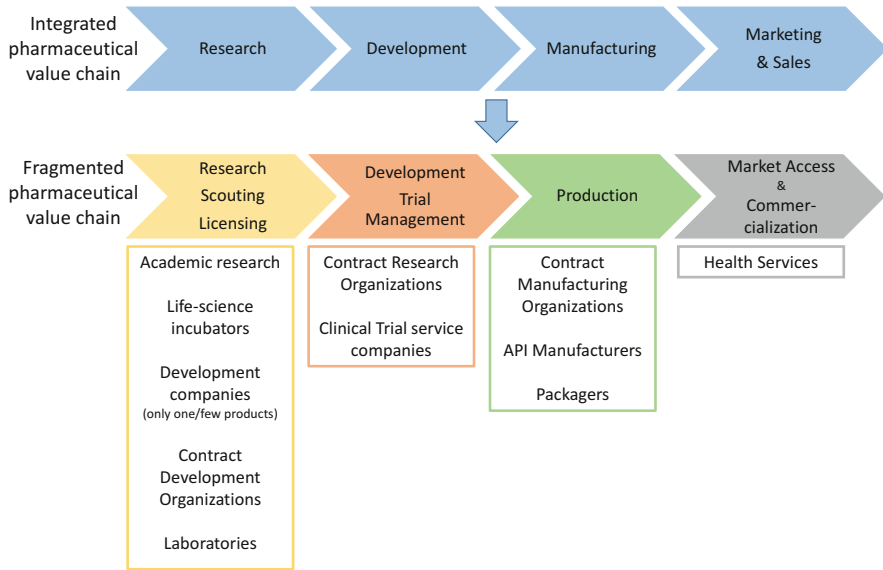 Integrated
pharmaceutical
value chain
Research
Development
Manufacturing
Marketing
& Sales
Fragmented
pharmaceutical
value chain
Research
Scouting
Licensing
Development
Trial
Management
Production
Market Access
&
Commer-
cialization
Academic research
Life-science
incubators
Development
companies
(only one/few products)
Contract
Development
Organizations
Laboratories
Contract Research
Organizations
Clinical Trial service
companies
Contract
Manufacturing
Organizations
API Manufacturers
Packagers
Health Services